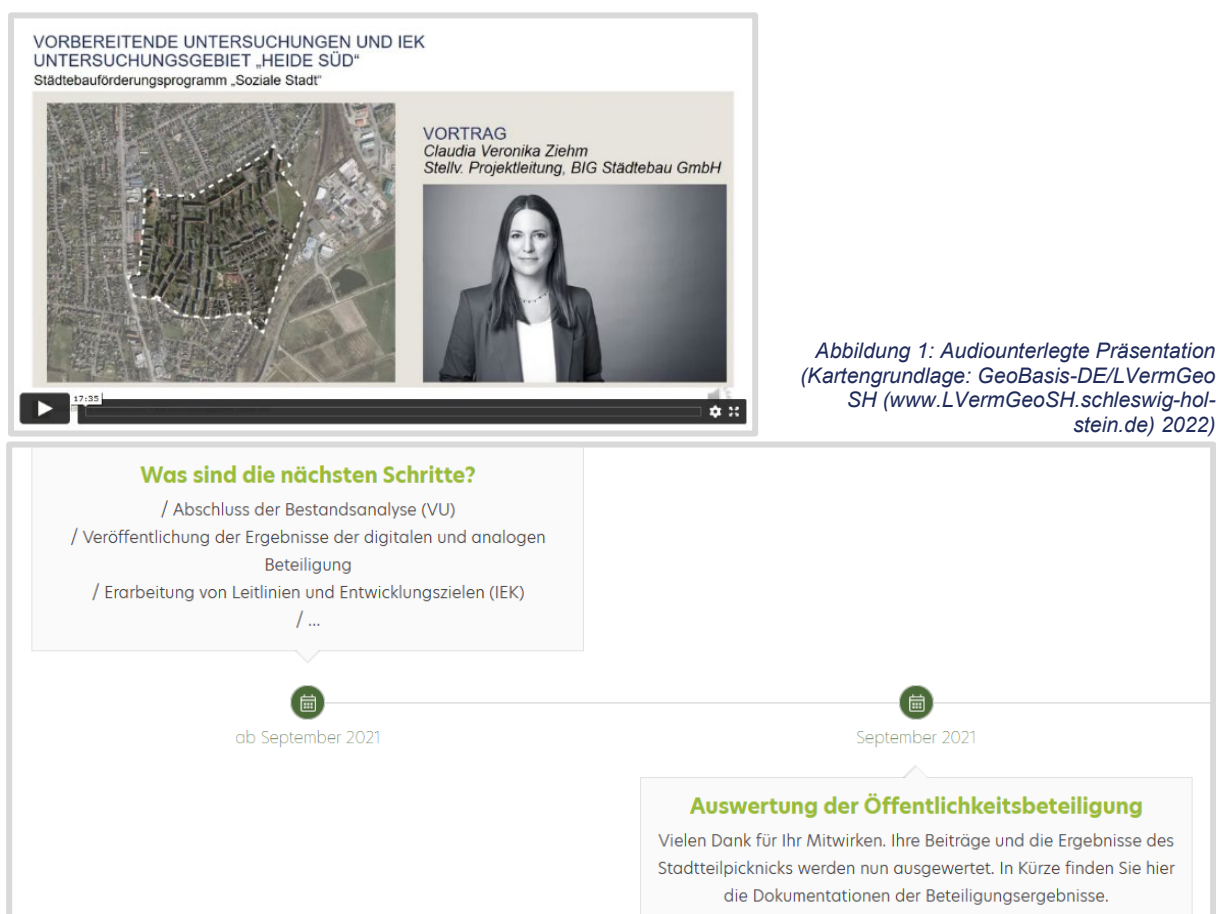 VORBEREITENDE UNTERSUCHUNGEN UND IEK
UNTERSUCHUNGSGEBIET „HEIDE SÜD“
Städtebauförderungsprogramm „Soziale Stadt“
VORTRAG
Claudia Veronika Ziehm
Stellv. Projektleitung, BIG Städtebau GmbH
17:35
Abbildung 1: Audiounterlegte Präsentation
(Kartengrundlage: GeoBasis-DE/LVermGeo
SH (www.LVermGeoSH.schleswig-hol-
stein.de) 2022)
Was sind die nächsten Schritte?
/ Abschluss der Bestandsanalyse (VU)
/ Veröffentlichung der Ergebnisse der digitalen und analogen
Beteiligung
/ Erarbeitung von Leitlinien und Entwicklungszielen (IEK)
/ ...
ab September 2021
September 2021
Auswertung der Öffentlichkeitsbeteiligung
Vielen Dank für Ihr Mitwirken. Ihre Beiträge und die Ergebnisse des
Stadtteilpicknicks werden nun ausgewertet. In Kürze finden Sie hier
die Dokumentationen der Beteiligungsergebnisse.